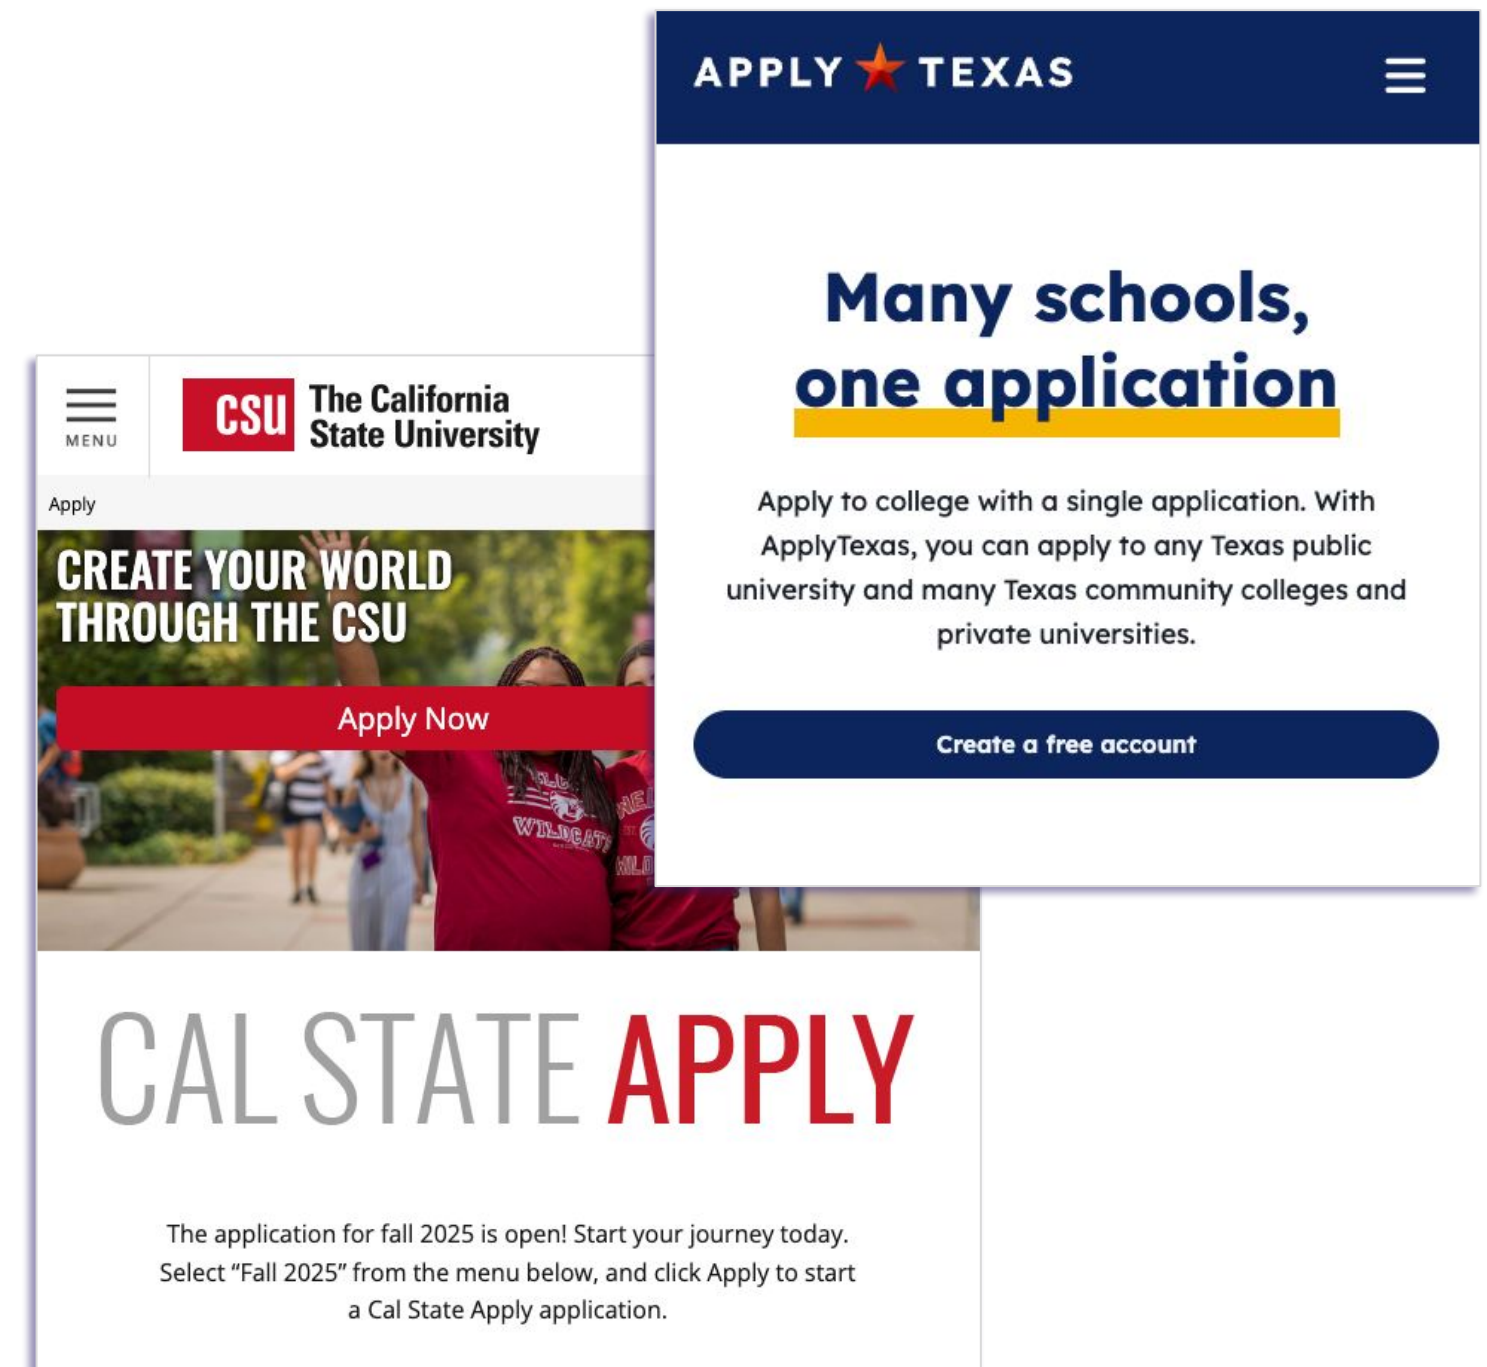 APPLY TEXAS
Many schools,
one application
Apply to college with a single application. With
ApplyTexas, you can apply to any Texas public
university and many Texas community colleges and
private universities.
Create a free account
MENU
CSU
The California
State University
Apply
CREATE YOUR WORLD
THROUGH THE CSU
Apply Now
WILDCATS
CAL STATE APPLY
The application for fall 2025 is open! Start your journey today.
Select “Fall 2025” from the menu below, and click Apply to start
a Cal State Apply application.